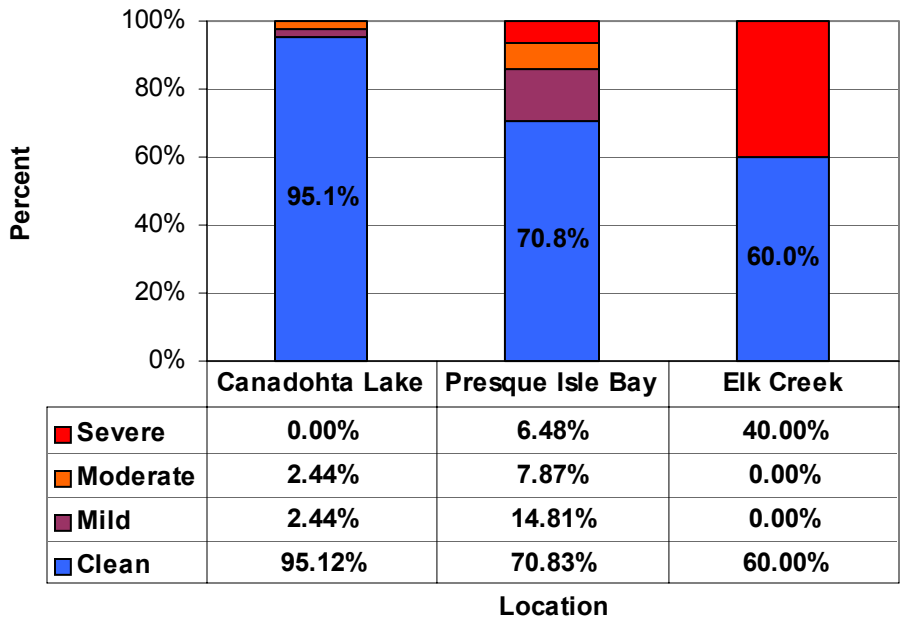 100%
80%
60%
40%
20%
0%
Percent
95.1%
70.8%
60.0%
Canadohta Lake Presque Isle Bay Elk Creek
Severe 0.00% 6.48% 40.00%
Moderate 2.44% 7.87% 0.00%
Mild 2.44% 14.81% 0.00%
Clean 95.12% 70.83% 60.00%
Location